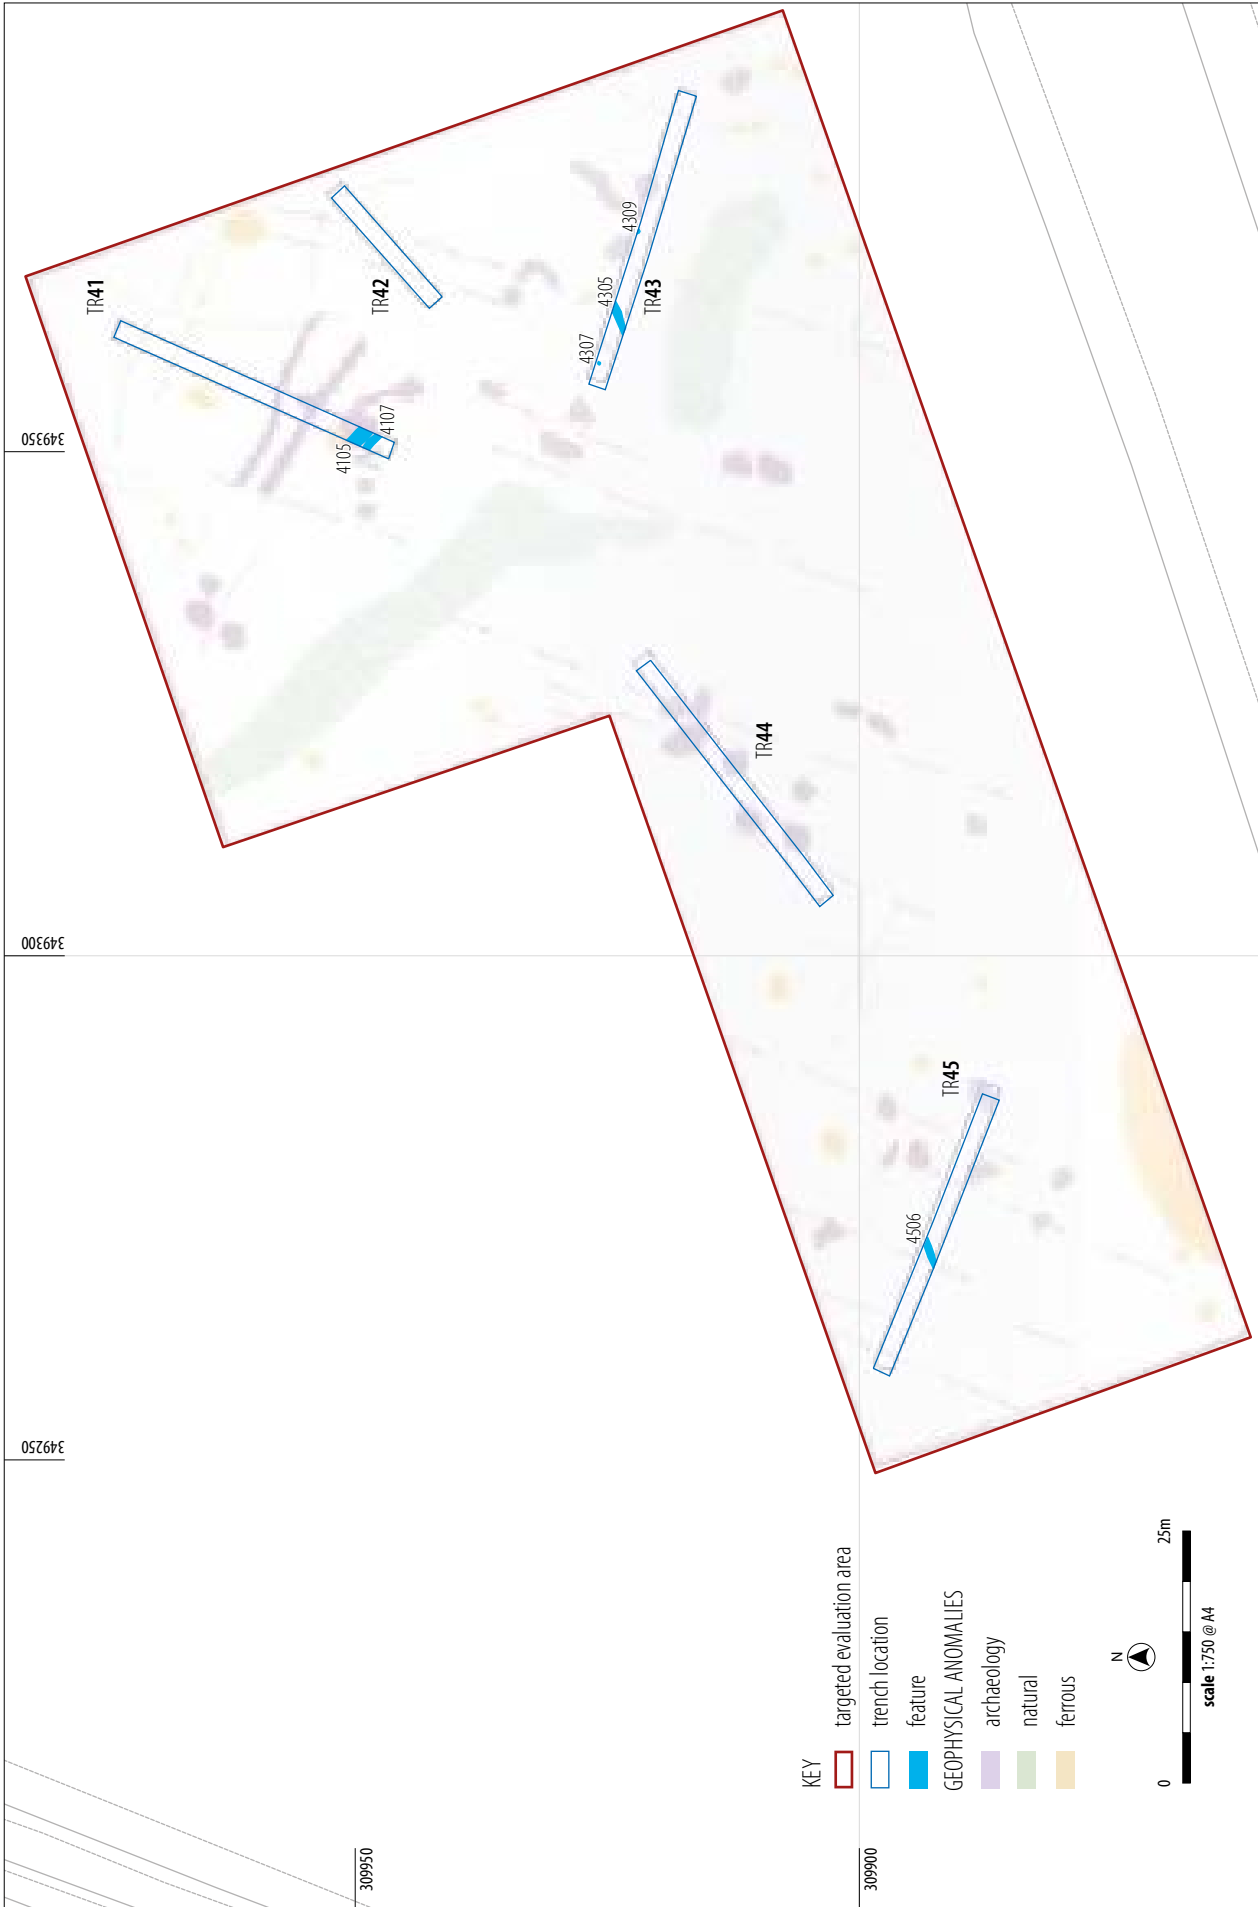 TR41
4105
4107
TR42
4307
4305
4309
TR43
TR44
TR45
4506
349250
349300
349350
309950
309900
KEY
targeted evaluation area
trench location
feature
GEOPHYSICAL ANOMALIES
archaeology
natural
ferrous
N
0
25m
scale 1:750 @ A4